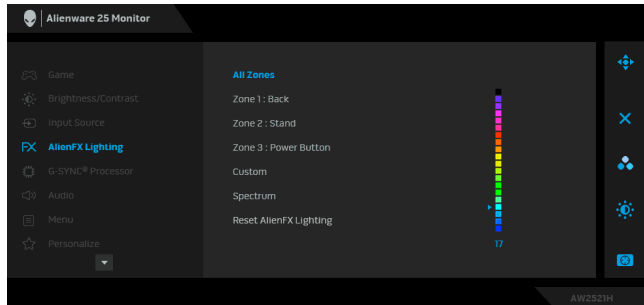 Alienware 25 Monitor
Game
Brightness/Contrast
Input Source
FX AlienFX Lighting
G-SYNC® Processor
Audio
Menu
Personalize
All Zones
Zone 1 : Back
Zone 2 : Stand
Zone 3 : Power Button
Custom
Spectrum
Reset AlienFX Lighting
17
AW2521H